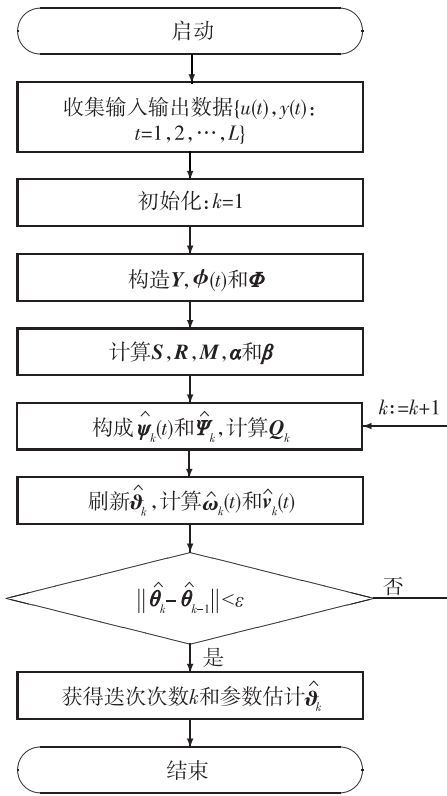 启动
收集输入输出数据{u(t),y(t):
t=1,2,…,L}
初始化:k=1
构造Y,ϕ(t)和Φ
计算S,R,M,α和β
k:=k+1
构成ψ̂ₖ(t)和Ψ̂ₖ,计算Qₖ
刷新ϑ̂ₖ,计算ω̂ₖ(t)和v̂ₖ(t)
||θ̂ₖ-θ̂ₖ₋₁||<ε
否
是
获得迭次次数k和参数估计ϑ̂ₖ
结束